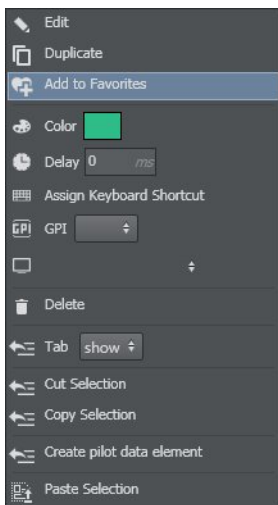 Edit
Duplicate
Add to Favorites
Color
Delay 0 ms
Assign Keyboard Shortcut
GPI GPI
Delete
Tab show
Cut Selection
Copy Selection
Create pilot data element
Paste Selection